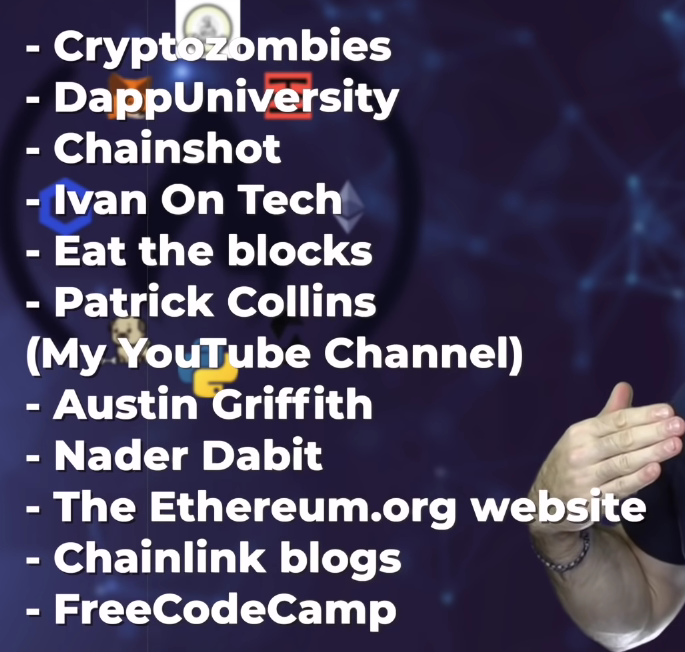 - Cryptozombies
- DappUniversity
- Chainshot
- Ivan On Tech
- Eat the blocks
- Patrick Collins
(My YouTube Channel)
- Austin Griffith
- Nader Dabit
- The Ethereum.org website
- Chainlink blogs
- FreeCodeCamp